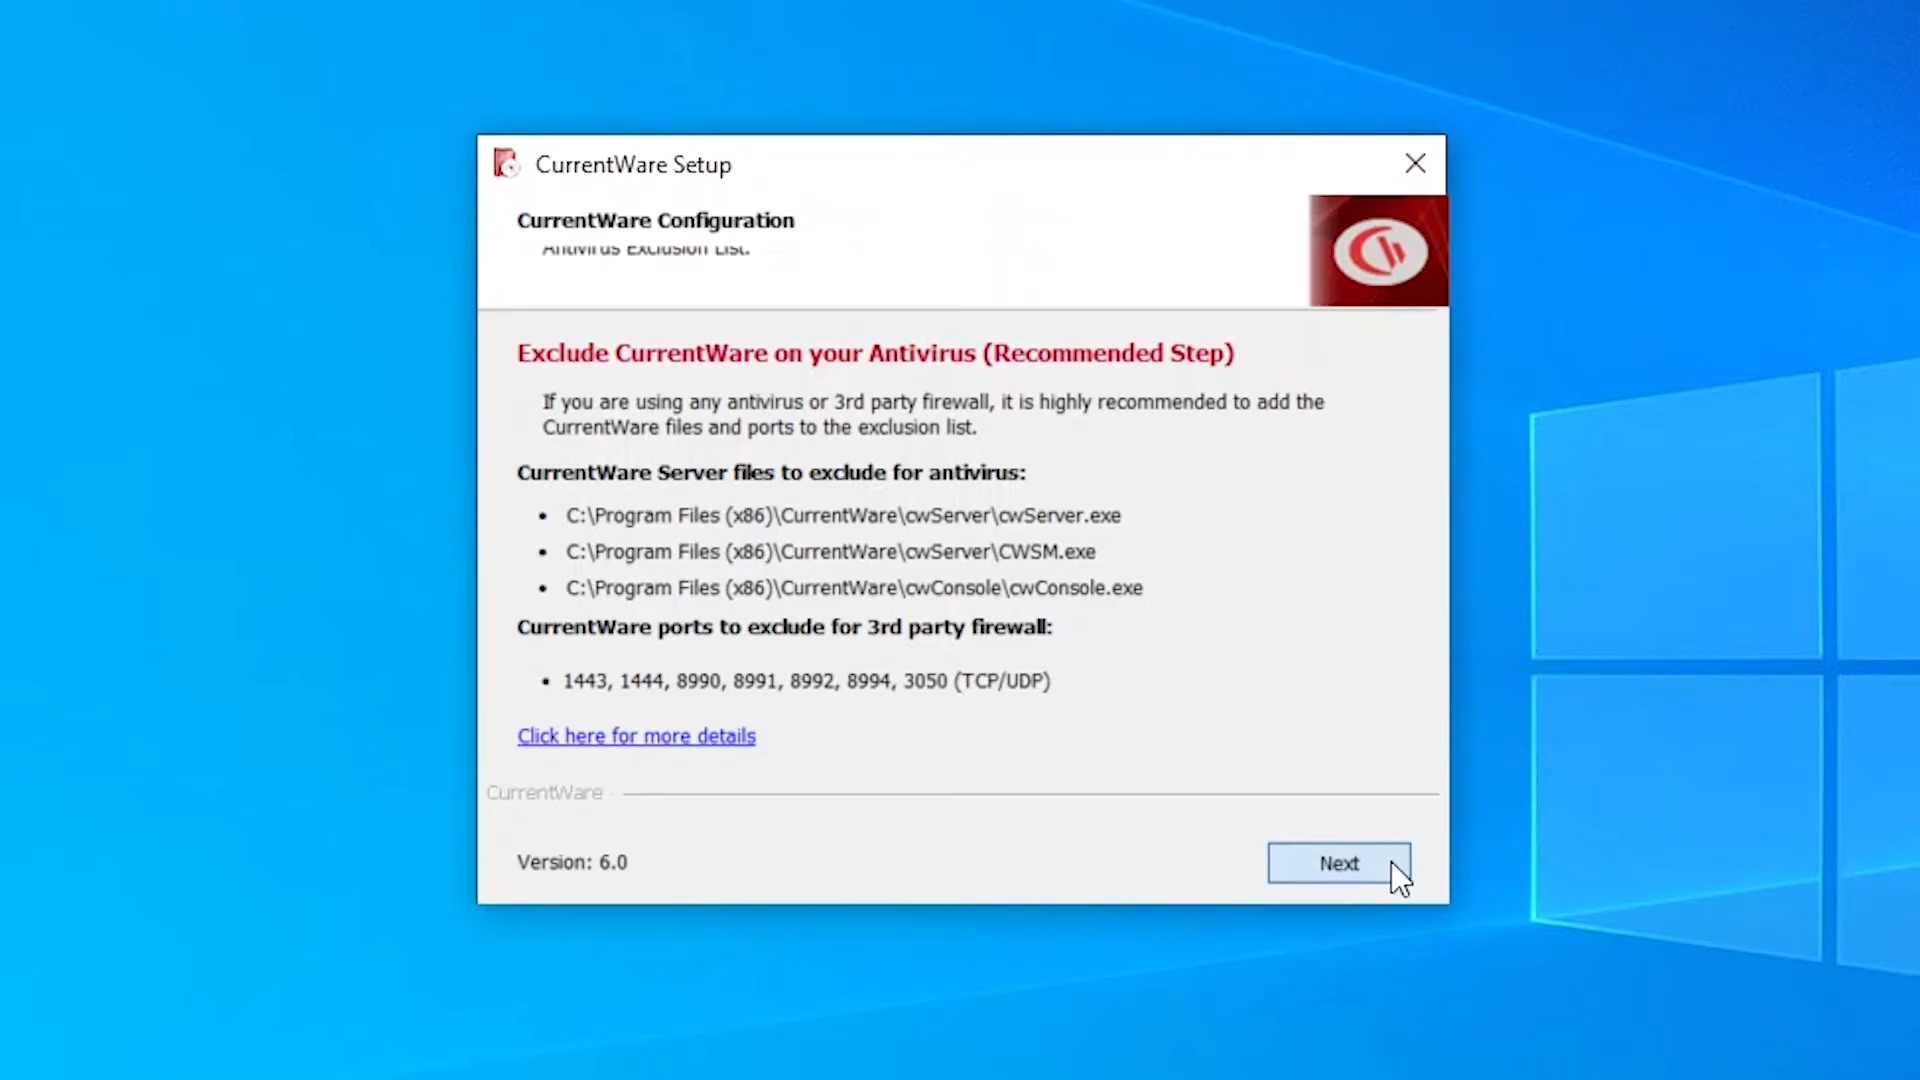 CurrentWare Setup
CurrentWare Configuration
Antivirus Exclusion List.
Exclude CurrentWare on your Antivirus (Recommended Step)
If you are using any antivirus or 3rd party firewall, it is highly recommended to add the
CurrentWare files and ports to the exclusion list.
CurrentWare Server files to exclude for antivirus:
• C:\Program Files (x86)\CurrentWare\cwServer\cwServer.exe
• C:\Program Files (x86)\CurrentWare\cwServer\CWSM.exe
• C:\Program Files (x86)\CurrentWare\cwConsole\cwConsole.exe
CurrentWare ports to exclude for 3rd party firewall:
• 1443, 1444, 8990, 8991, 8992, 8994, 3050 (TCP/UDP)
Click here for more details
CurrentWare
Version: 6.0
Next